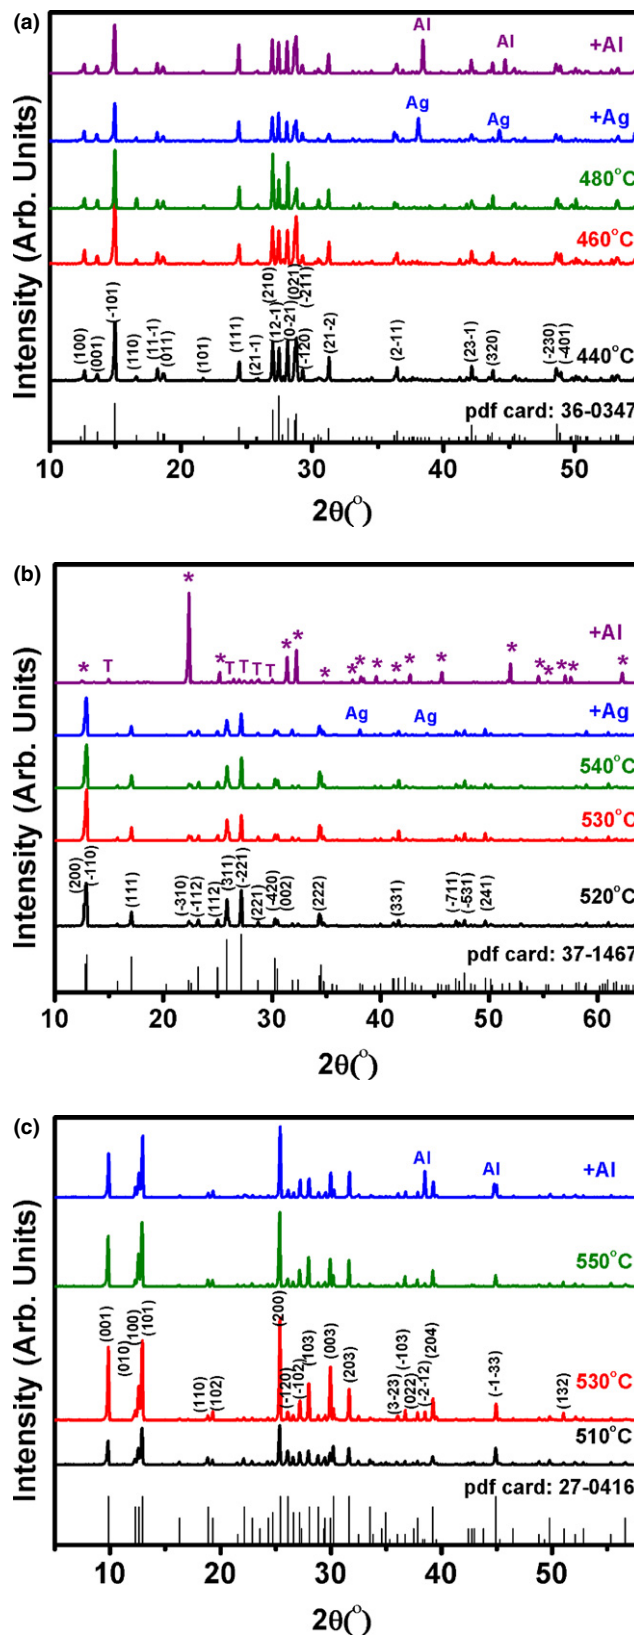 (a)
Al
Al
+Al
Ag
Ag
+Ag
480°C
460°C
(100)
(001)
(-101)
(110)
(11-1)
(011)
(101)
(111)
(21-1)
(210)
(12-1)
(0-21)
(021)
(-211)
(-120)
(21-2)
(2-11)
(23-1)
(320)
(-230)
(-401)
440°C
pdf card: 36-0347
10 20 30 40 50
2θ(°)
Intensity (Arb. Units)
(b)
* * T * T T T T * * * * * * * * * * * * * *
+Al
Ag
Ag
+Ag
540°C
530°C
(200)
(-110)
(111)
(-310)
(-112)
(112)
(311)
(-221)
(221)
(-420)
(002)
(222)
(331)
(-711)
(-531)
(241)
520°C
pdf card: 37-1467
10 20 30 40 50 60
2θ(°)
Intensity (Arb. Units)
(c)
Al
Al
+Al
550°C
(001)
(010)
(100)
(101)
(110)
(102)
(200)
(-120)
(-102)
(103)
(003)
(203)
(3-23)
(-103)
(022)
(-2-12)
(204)
(-1-33)
(132)
530°C
510°C
pdf card: 27-0416
10 20 30 40 50
2θ(°)
Intensity (Arb. Units)